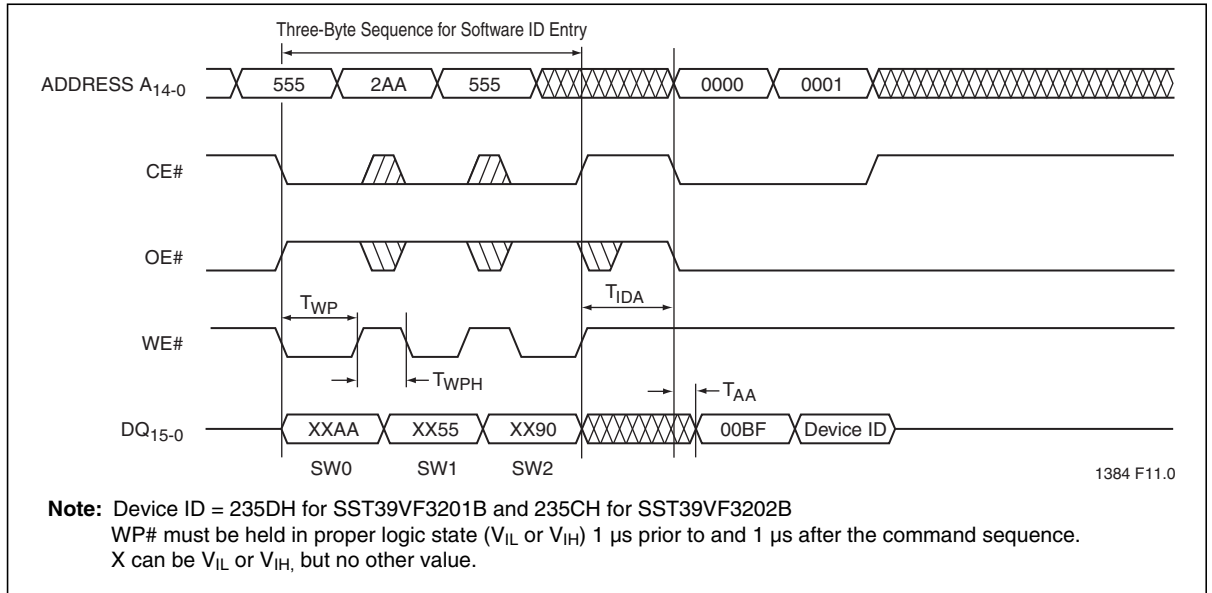 Three-Byte Sequence for Software ID Entry
ADDRESS A14-0 555 2AA 555 0000 0001
CE#
OE#
TWP TIDA
WE#
TWPH TAA
DQ15-0 XXAA XX55 XX90 00BF Device ID
SW0 SW1 SW2
1384 F11.0
Note: Device ID = 235DH for SST39VF3201B and 235CH for SST39VF3202B
WP# must be held in proper logic state (VIL or VIH) 1 µs prior to and 1 µs after the command sequence.
X can be VIL or VIH, but no other value.